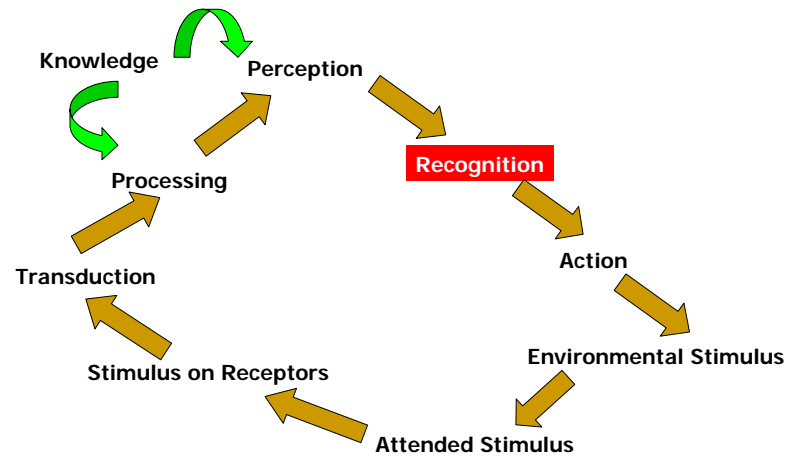 Knowledge
Perception
Recognition
Processing
Action
Transduction
Environmental Stimulus
Stimulus on Receptors
Attended Stimulus